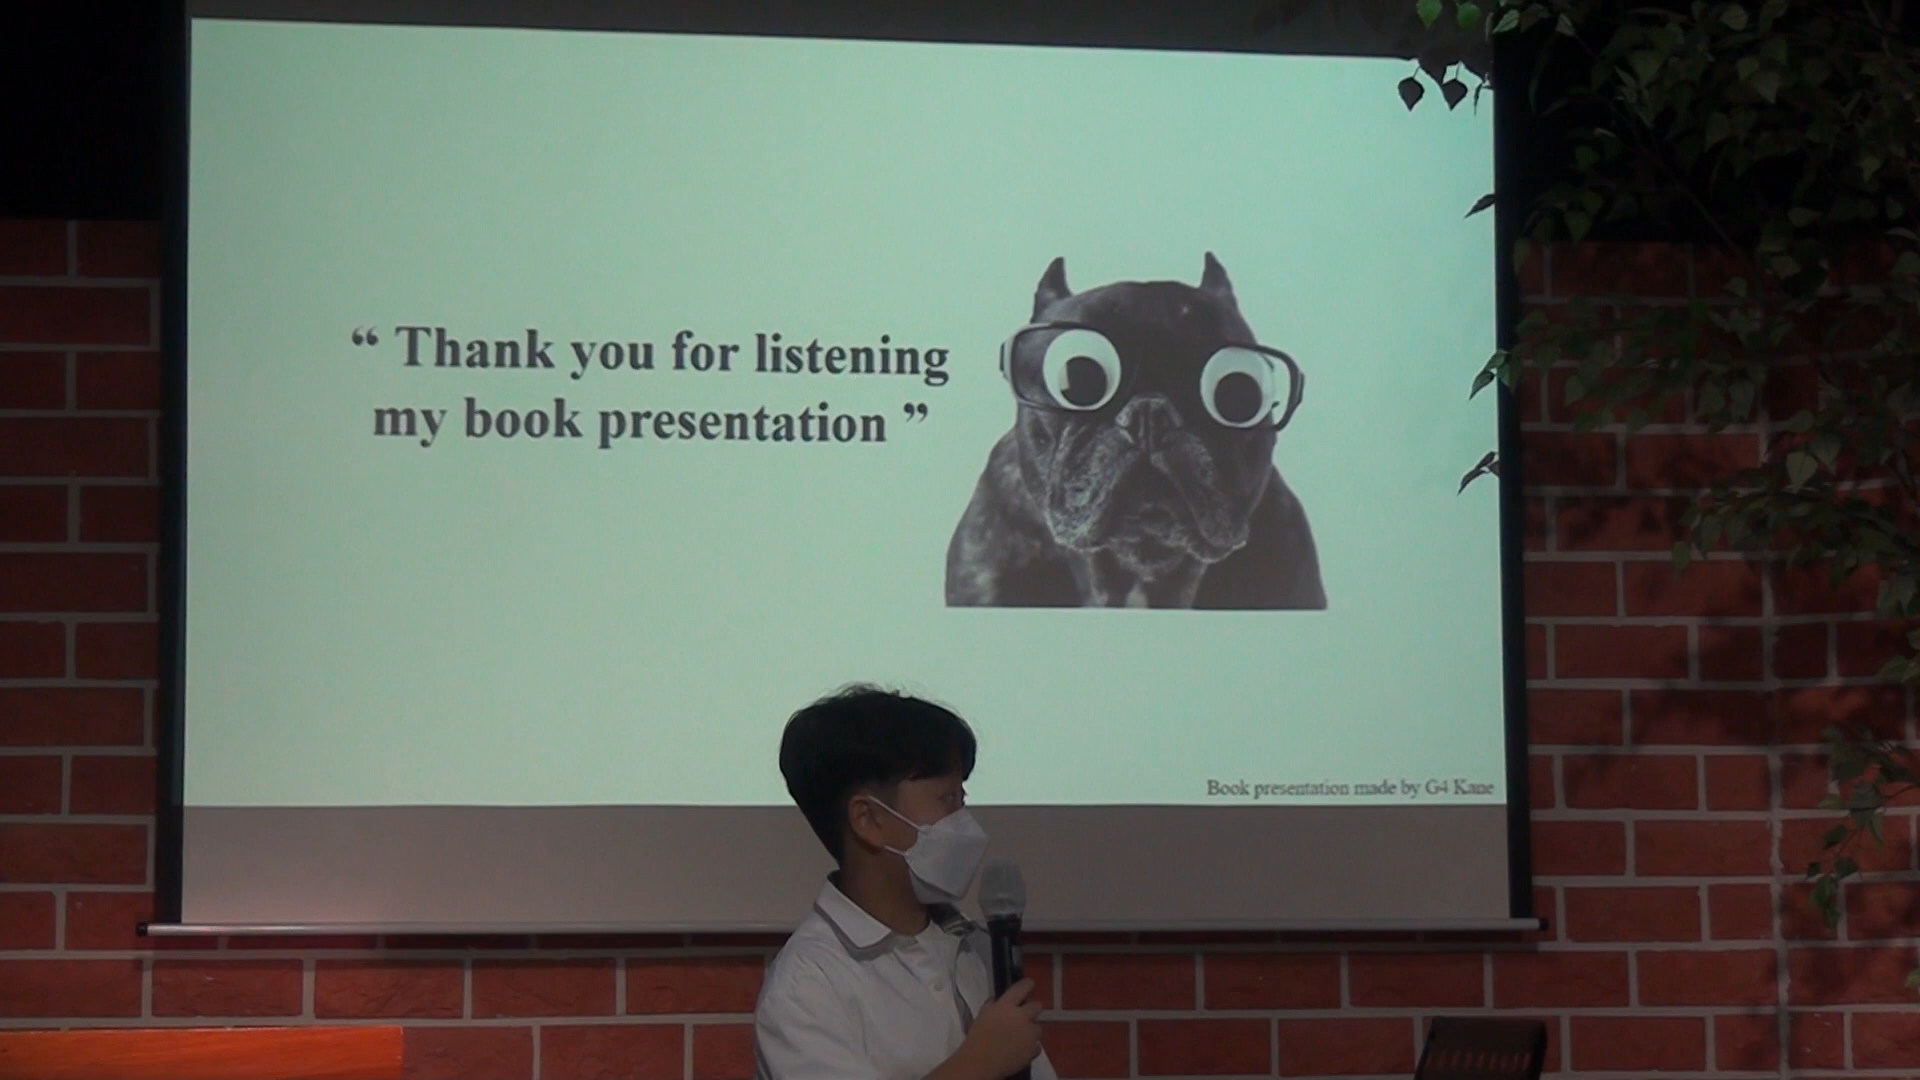 “ Thank you for listening
my book presentation ”
Book presentation made by G4 Kane